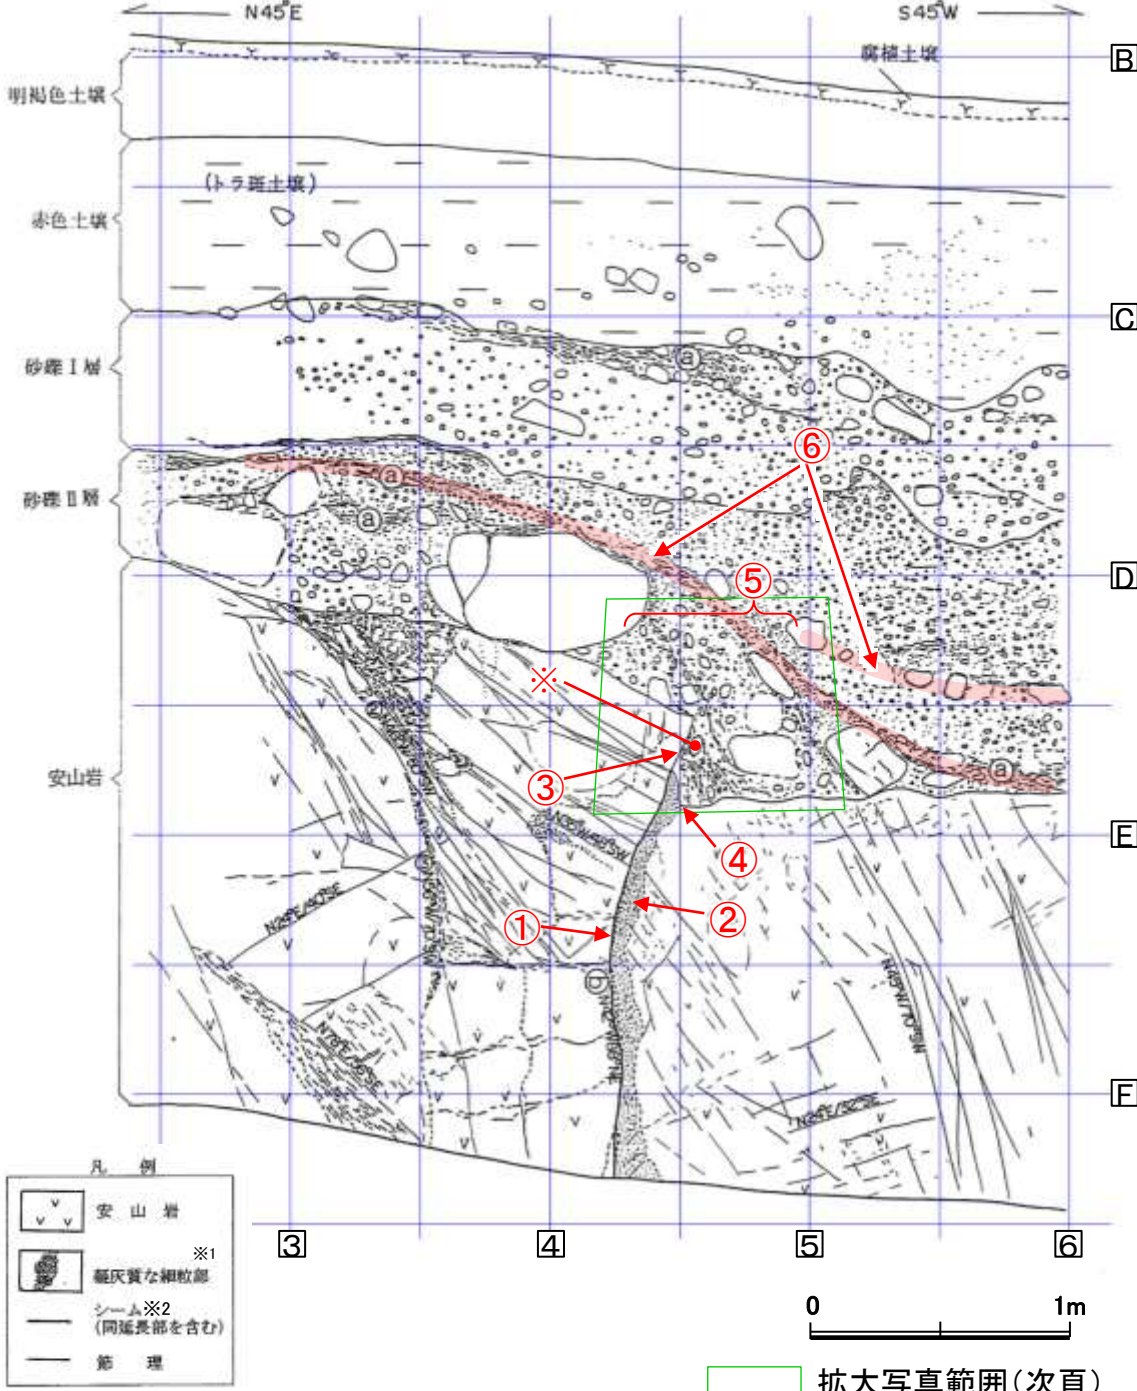 N45°E
S45°W
腐植土壌
B
明褐色土壌
(トラ斑土壌)
赤色土壌
C
砂礫Ⅰ層
ⓐ
⑥
ⓐ
砂礫Ⅱ層
ⓐ
D
⑤
※
安山岩
ⓐ
③
E
④
①
②
N29°E/40°SE
ⓑ
F
凡 例
安 山 岩
※1
凝灰質な細粒部
シーム※2
(同延長部を含む)
節 理
3
4
5
6
0 1m
拡大写真範囲(次頁)